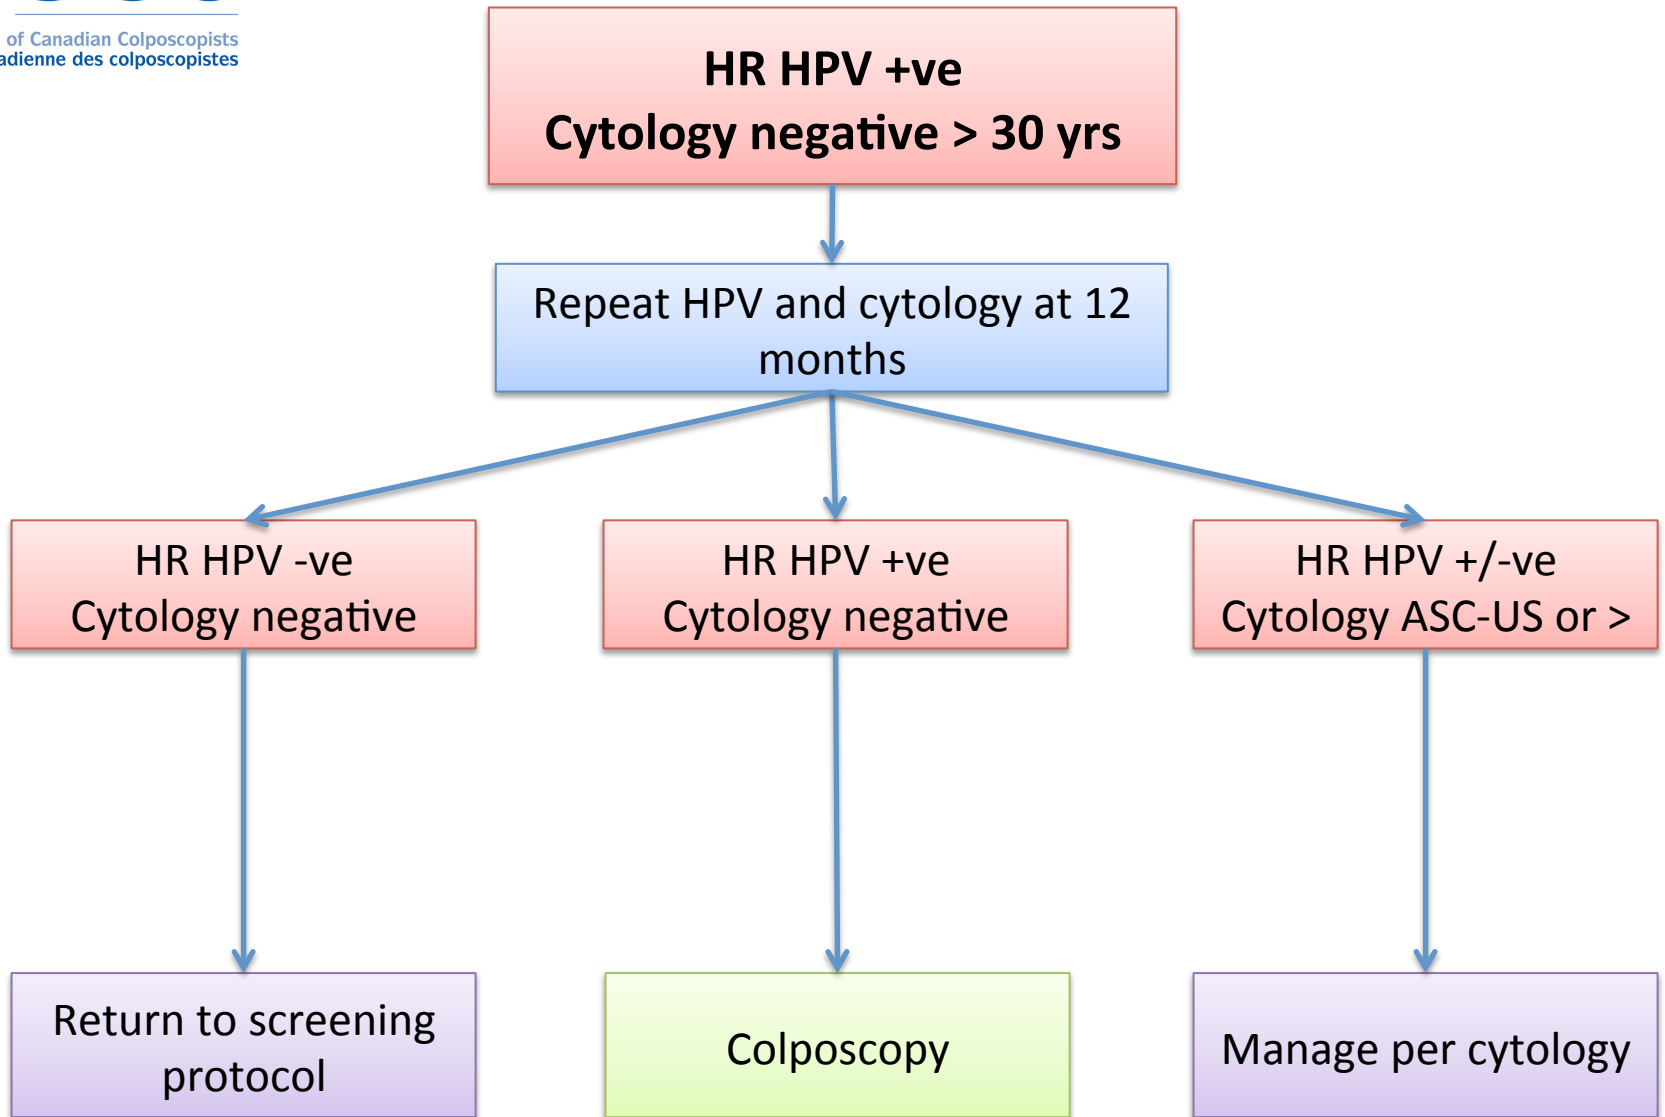 of Canadian Colposcopists
adienne des colposcopistes
HR HPV +ve
Cytology negative > 30 yrs
Repeat HPV and cytology at 12
months
HR HPV -ve
Cytology negative
HR HPV +ve
Cytology negative
HR HPV +/-ve
Cytology ASC-US or >
Return to screening
protocol
Colposcopy
Manage per cytology